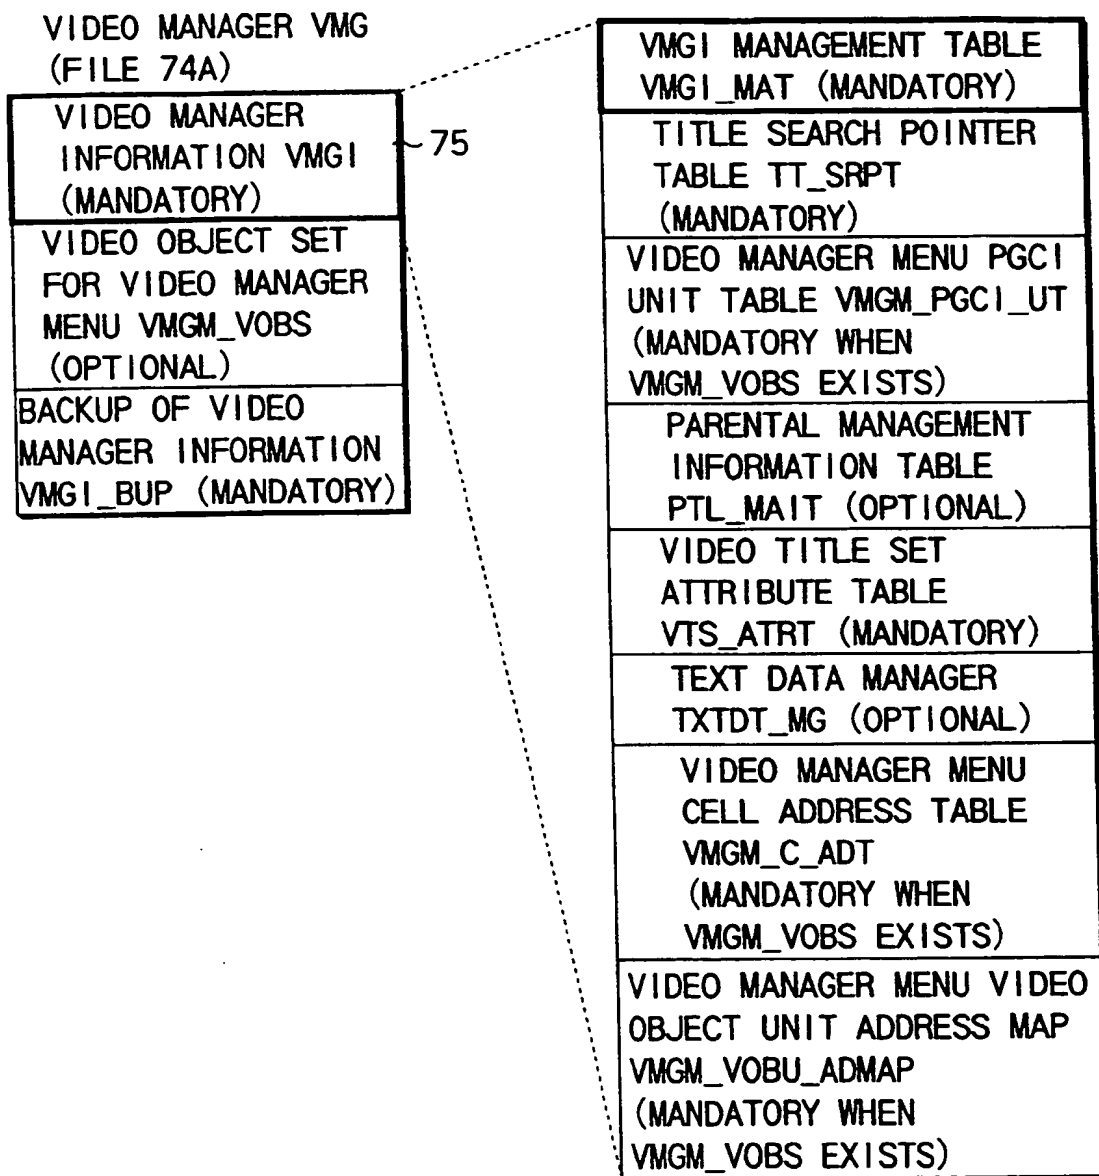 VIDEO MANAGER VMG
(FILE 74A)
VIDEO MANAGER
INFORMATION VMGI
(MANDATORY)
75
VIDEO OBJECT SET
FOR VIDEO MANAGER
MENU VMGM_VOBS
(OPTIONAL)
BACKUP OF VIDEO
MANAGER INFORMATION
VMGI_BUP (MANDATORY)
VMGI MANAGEMENT TABLE
VMGI_MAT (MANDATORY)
TITLE SEARCH POINTER
TABLE TT_SRPT
(MANDATORY)
VIDEO MANAGER MENU PGCI
UNIT TABLE VMGM_PGCI_UT
(MANDATORY WHEN
VMGM_VOBS EXISTS)
PARENTAL MANAGEMENT
INFORMATION TABLE
PTL_MAIT (OPTIONAL)
VIDEO TITLE SET
ATTRIBUTE TABLE
VTS_ATRT (MANDATORY)
TEXT DATA MANAGER
TXTDT_MG (OPTIONAL)
VIDEO MANAGER MENU
CELL ADDRESS TABLE
VMGM_C_ADT
(MANDATORY WHEN
VMGM_VOBS EXISTS)
VIDEO MANAGER MENU VIDEO
OBJECT UNIT ADDRESS MAP
VMGM_VOBU_ADMAP
(MANDATORY WHEN
VMGM_VOBS EXISTS)